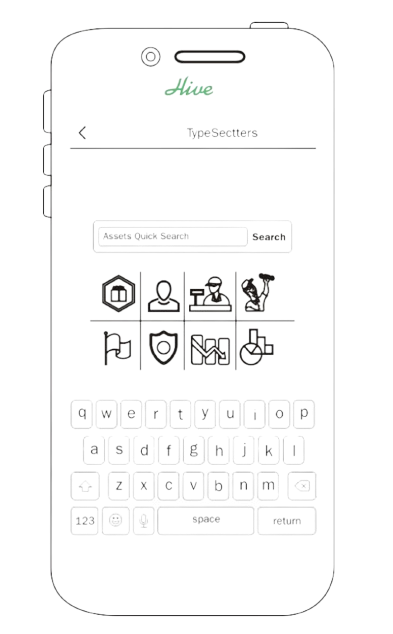 Hive
TypeSectters
Assets Quick Search Search
q w e r t y u i o p
a s d f g h j k l
z x c v b n m
123 space return